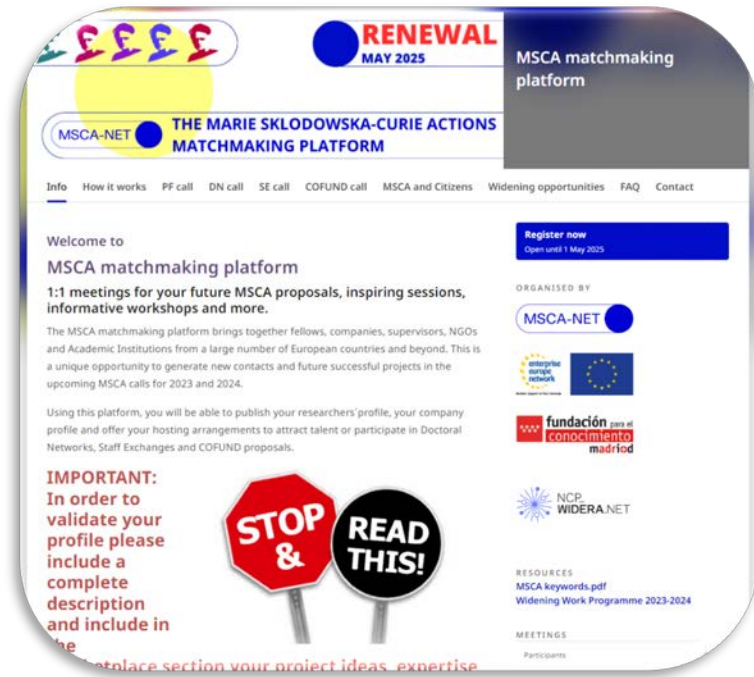 RENEWAL
MAY 2025
MSCA matchmaking
platform
MSCA-NET
THE MARIE SKLODOWSKA-CURIE ACTIONS
MATCHMAKING PLATFORM
Info How it works PF call DN call SE call COFUND call MSCA and Citizens Widening opportunities FAQ Contact
Welcome to
MSCA matchmaking platform
1:1 meetings for your future MSCA proposals, inspiring sessions,
informative workshops and more.
The MSCA matchmaking platform brings together fellows, companies, supervisors, NGOs
and Academic Institutions from a large number of European countries and beyond. This is
a unique opportunity to generate new contacts and future successful projects in the
upcoming MSCA calls for 2023 and 2024.
Using this platform, you will be able to publish your researchers´profile, your company
profile and offer your hosting arrangements to attract talent or participate in Doctoral
Networks, Staff Exchanges and COFUND proposals.
IMPORTANT:
In order to
validate your
profile please
include a
complete
description
and include in
STOP
&
READ
THIS!
section your project ideas, expertise
Register now
Open until 1 May 2025
ORGANISED BY
MSCA-NET
enterprise
europe
network
fundación para el
conocimiento
madrid
NCP_
WIDERA.NET
RESOURCES
MSCA keywords.pdf
Widening Work Programme 2023-2024
MEETINGS
Participants